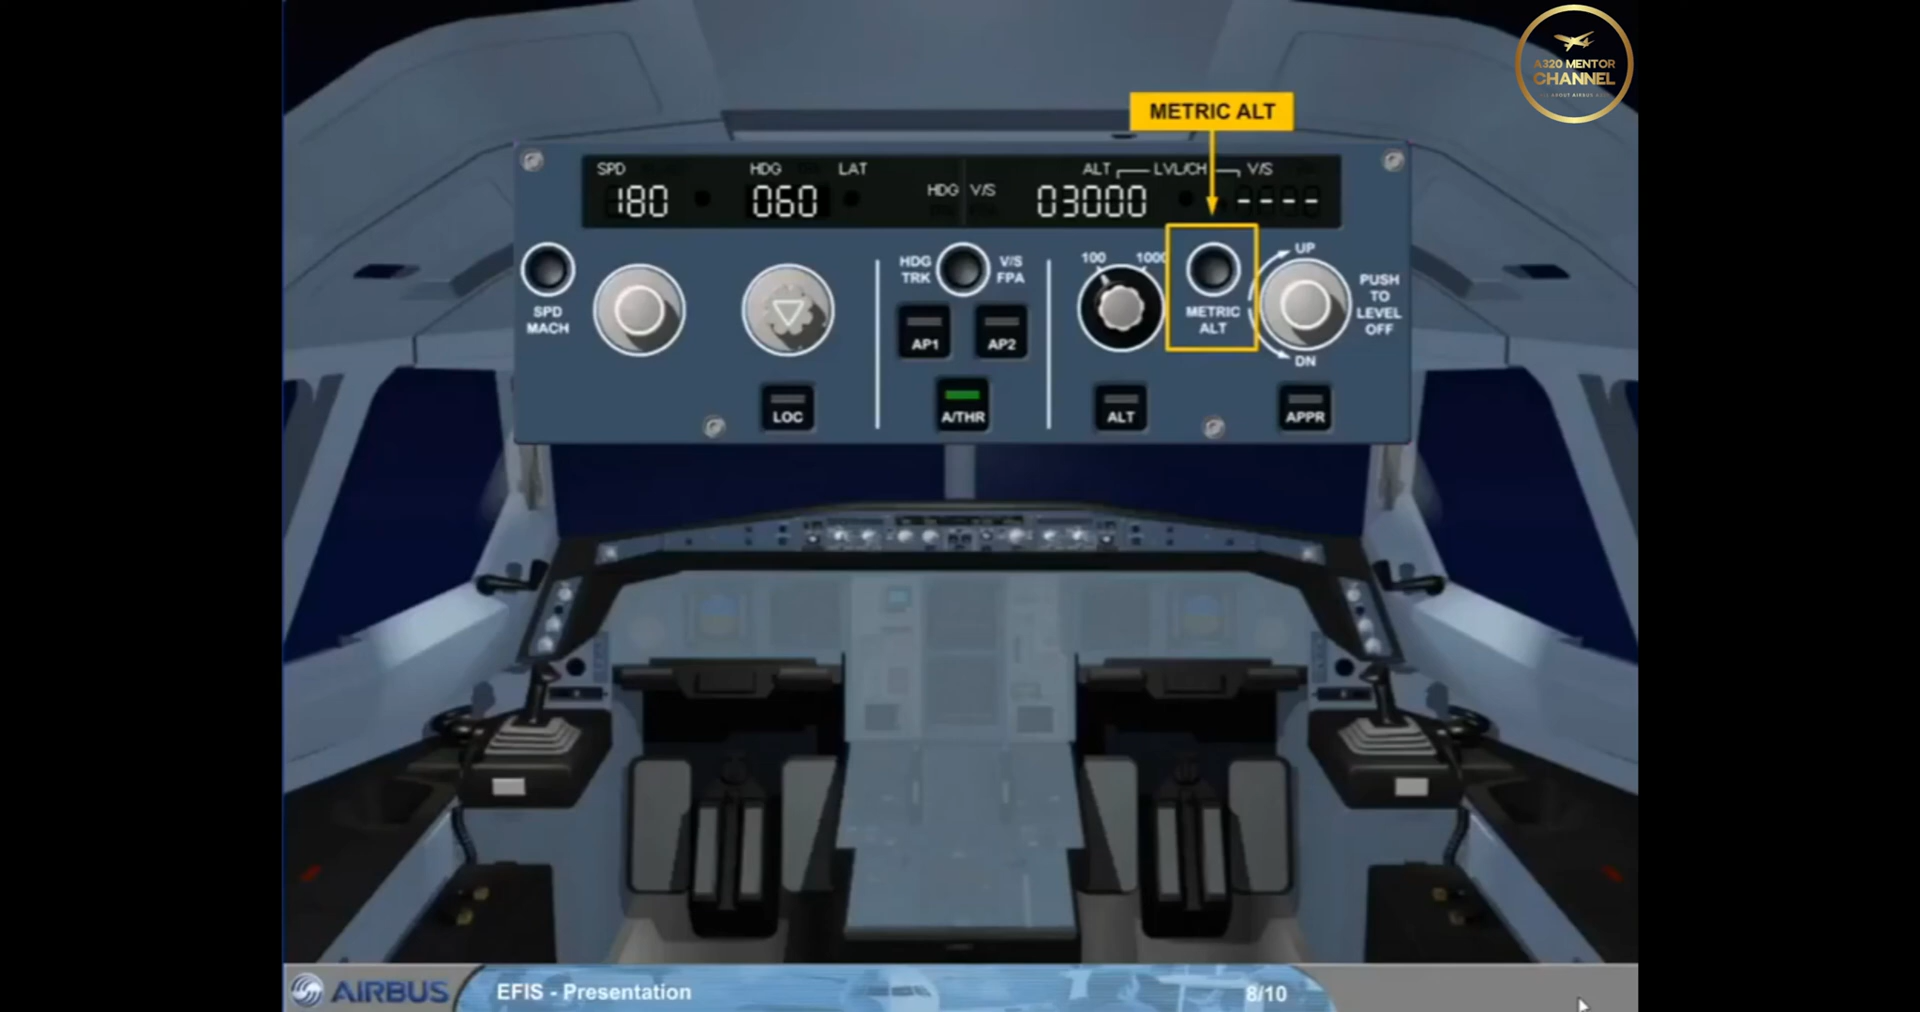 A320 MENTOR
CHANNEL
METRIC ALT
SPD
HDG
LAT
ALT
LVL/CH
V/S
HDG V/S
180
060
03000
----
SPD
MACH
HDG
TRK
V/S
FPA
100
1000
METRIC
ALT
UP
DN
PUSH
TO
LEVEL
OFF
AP1
AP2
LOC
A/THR
ALT
APPR
AIRBUS
EFIS - Presentation
8/10